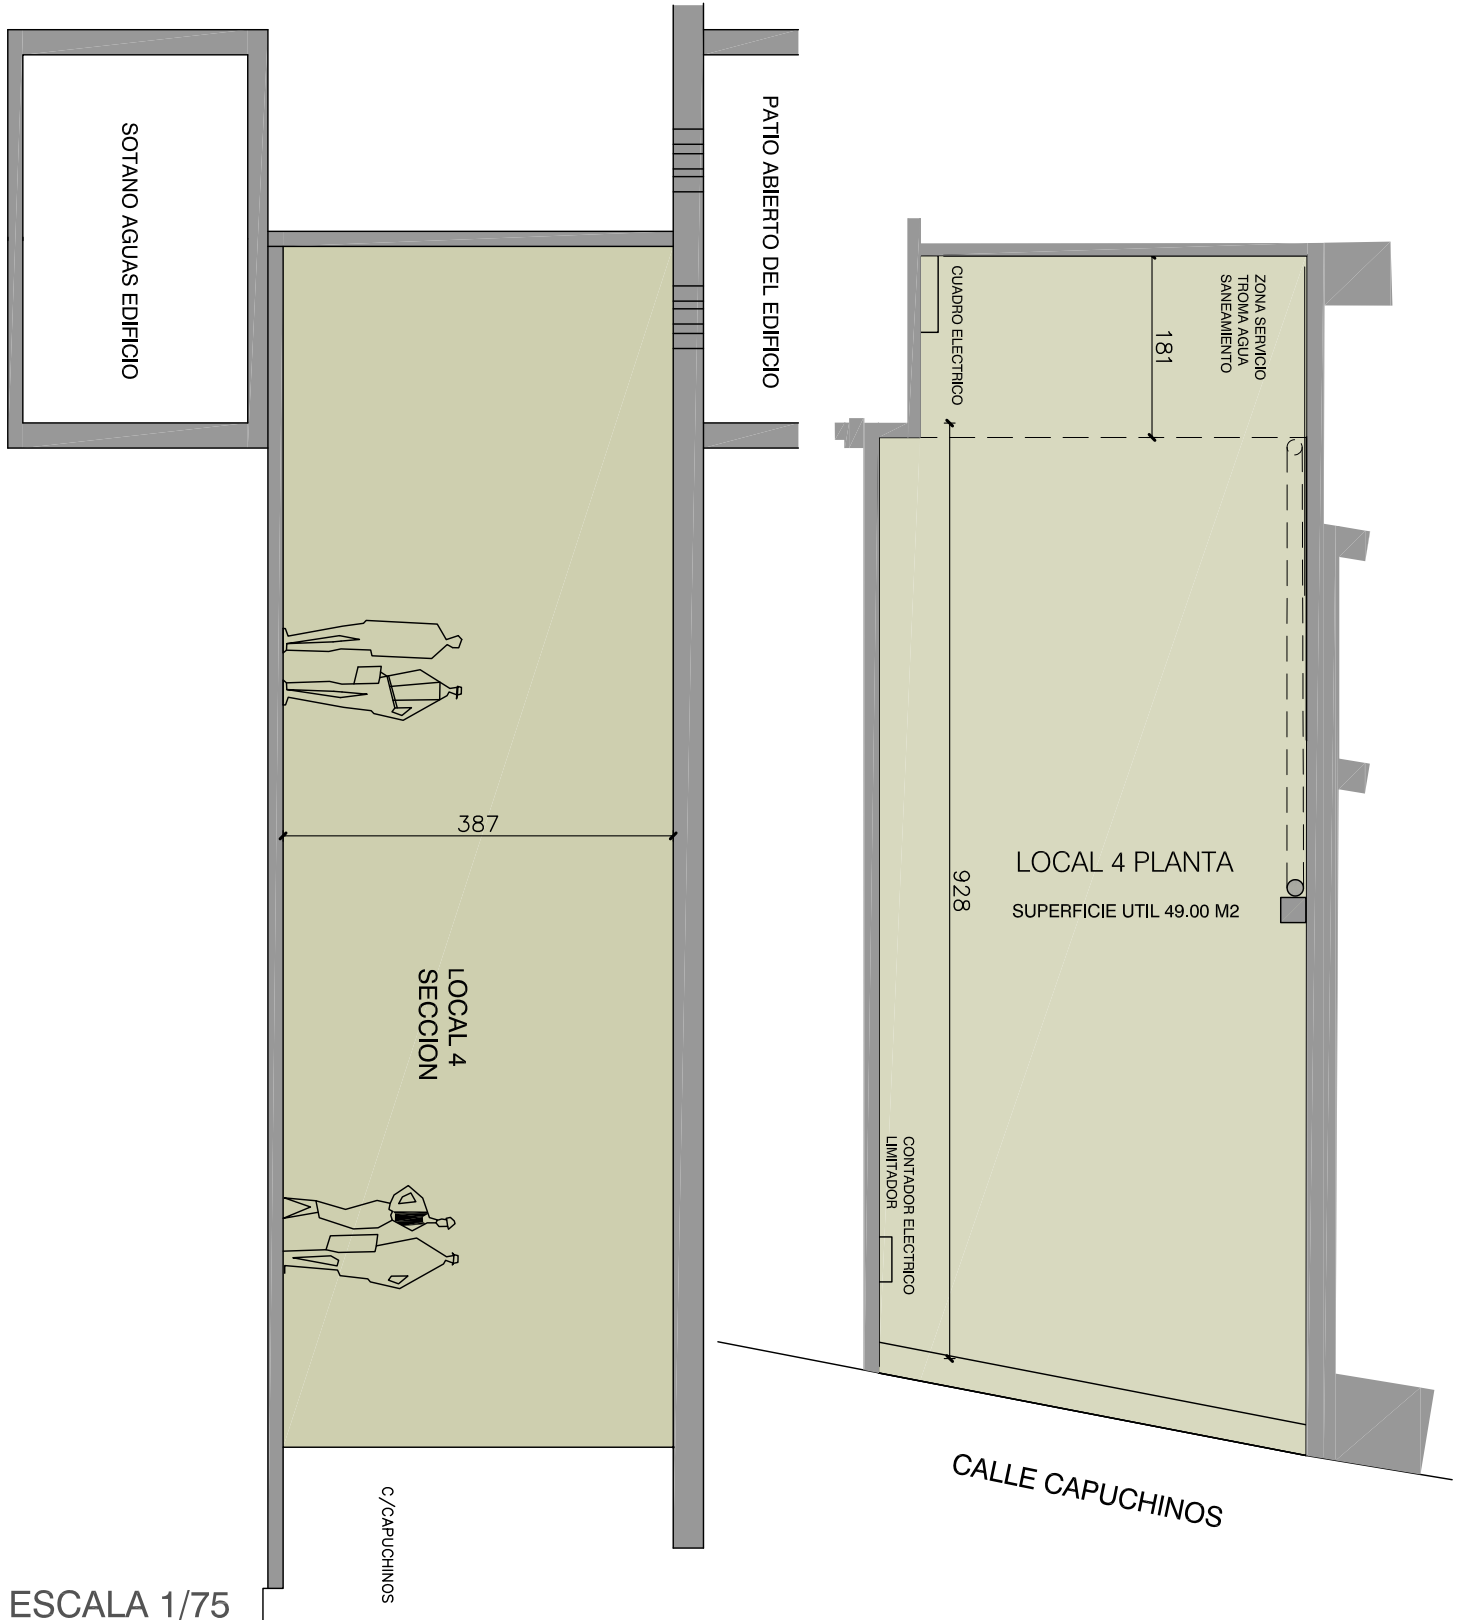 SOTANO AGUAS EDIFICIO
PATIO ABIERTO DEL EDIFICIO
387
LOCAL 4
SECCION
C/CAPUCHINOS
ESCALA 1/75
CUADRO ELECTRICO
181
ZONA SERVICIO
TROMA AGUA
SANEAMIENTO
928
LOCAL 4 PLANTA
SUPERFICIE UTIL 49.00 M2
CONTADOR ELECTRICO
LIMITADOR
CALLE CAPUCHINOS